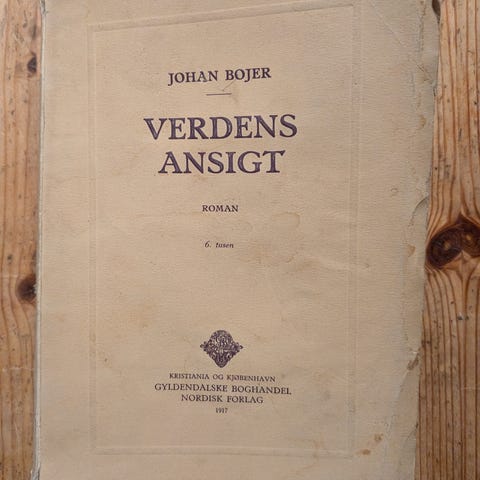 JOHAN BOJER
VERDENS
ANSIGT
ROMAN
6. tusen
KRISTIANIA OG KJØBENHAVN
GYLDENDALSKE BOGHANDEL
NORDISK FORLAG
1917